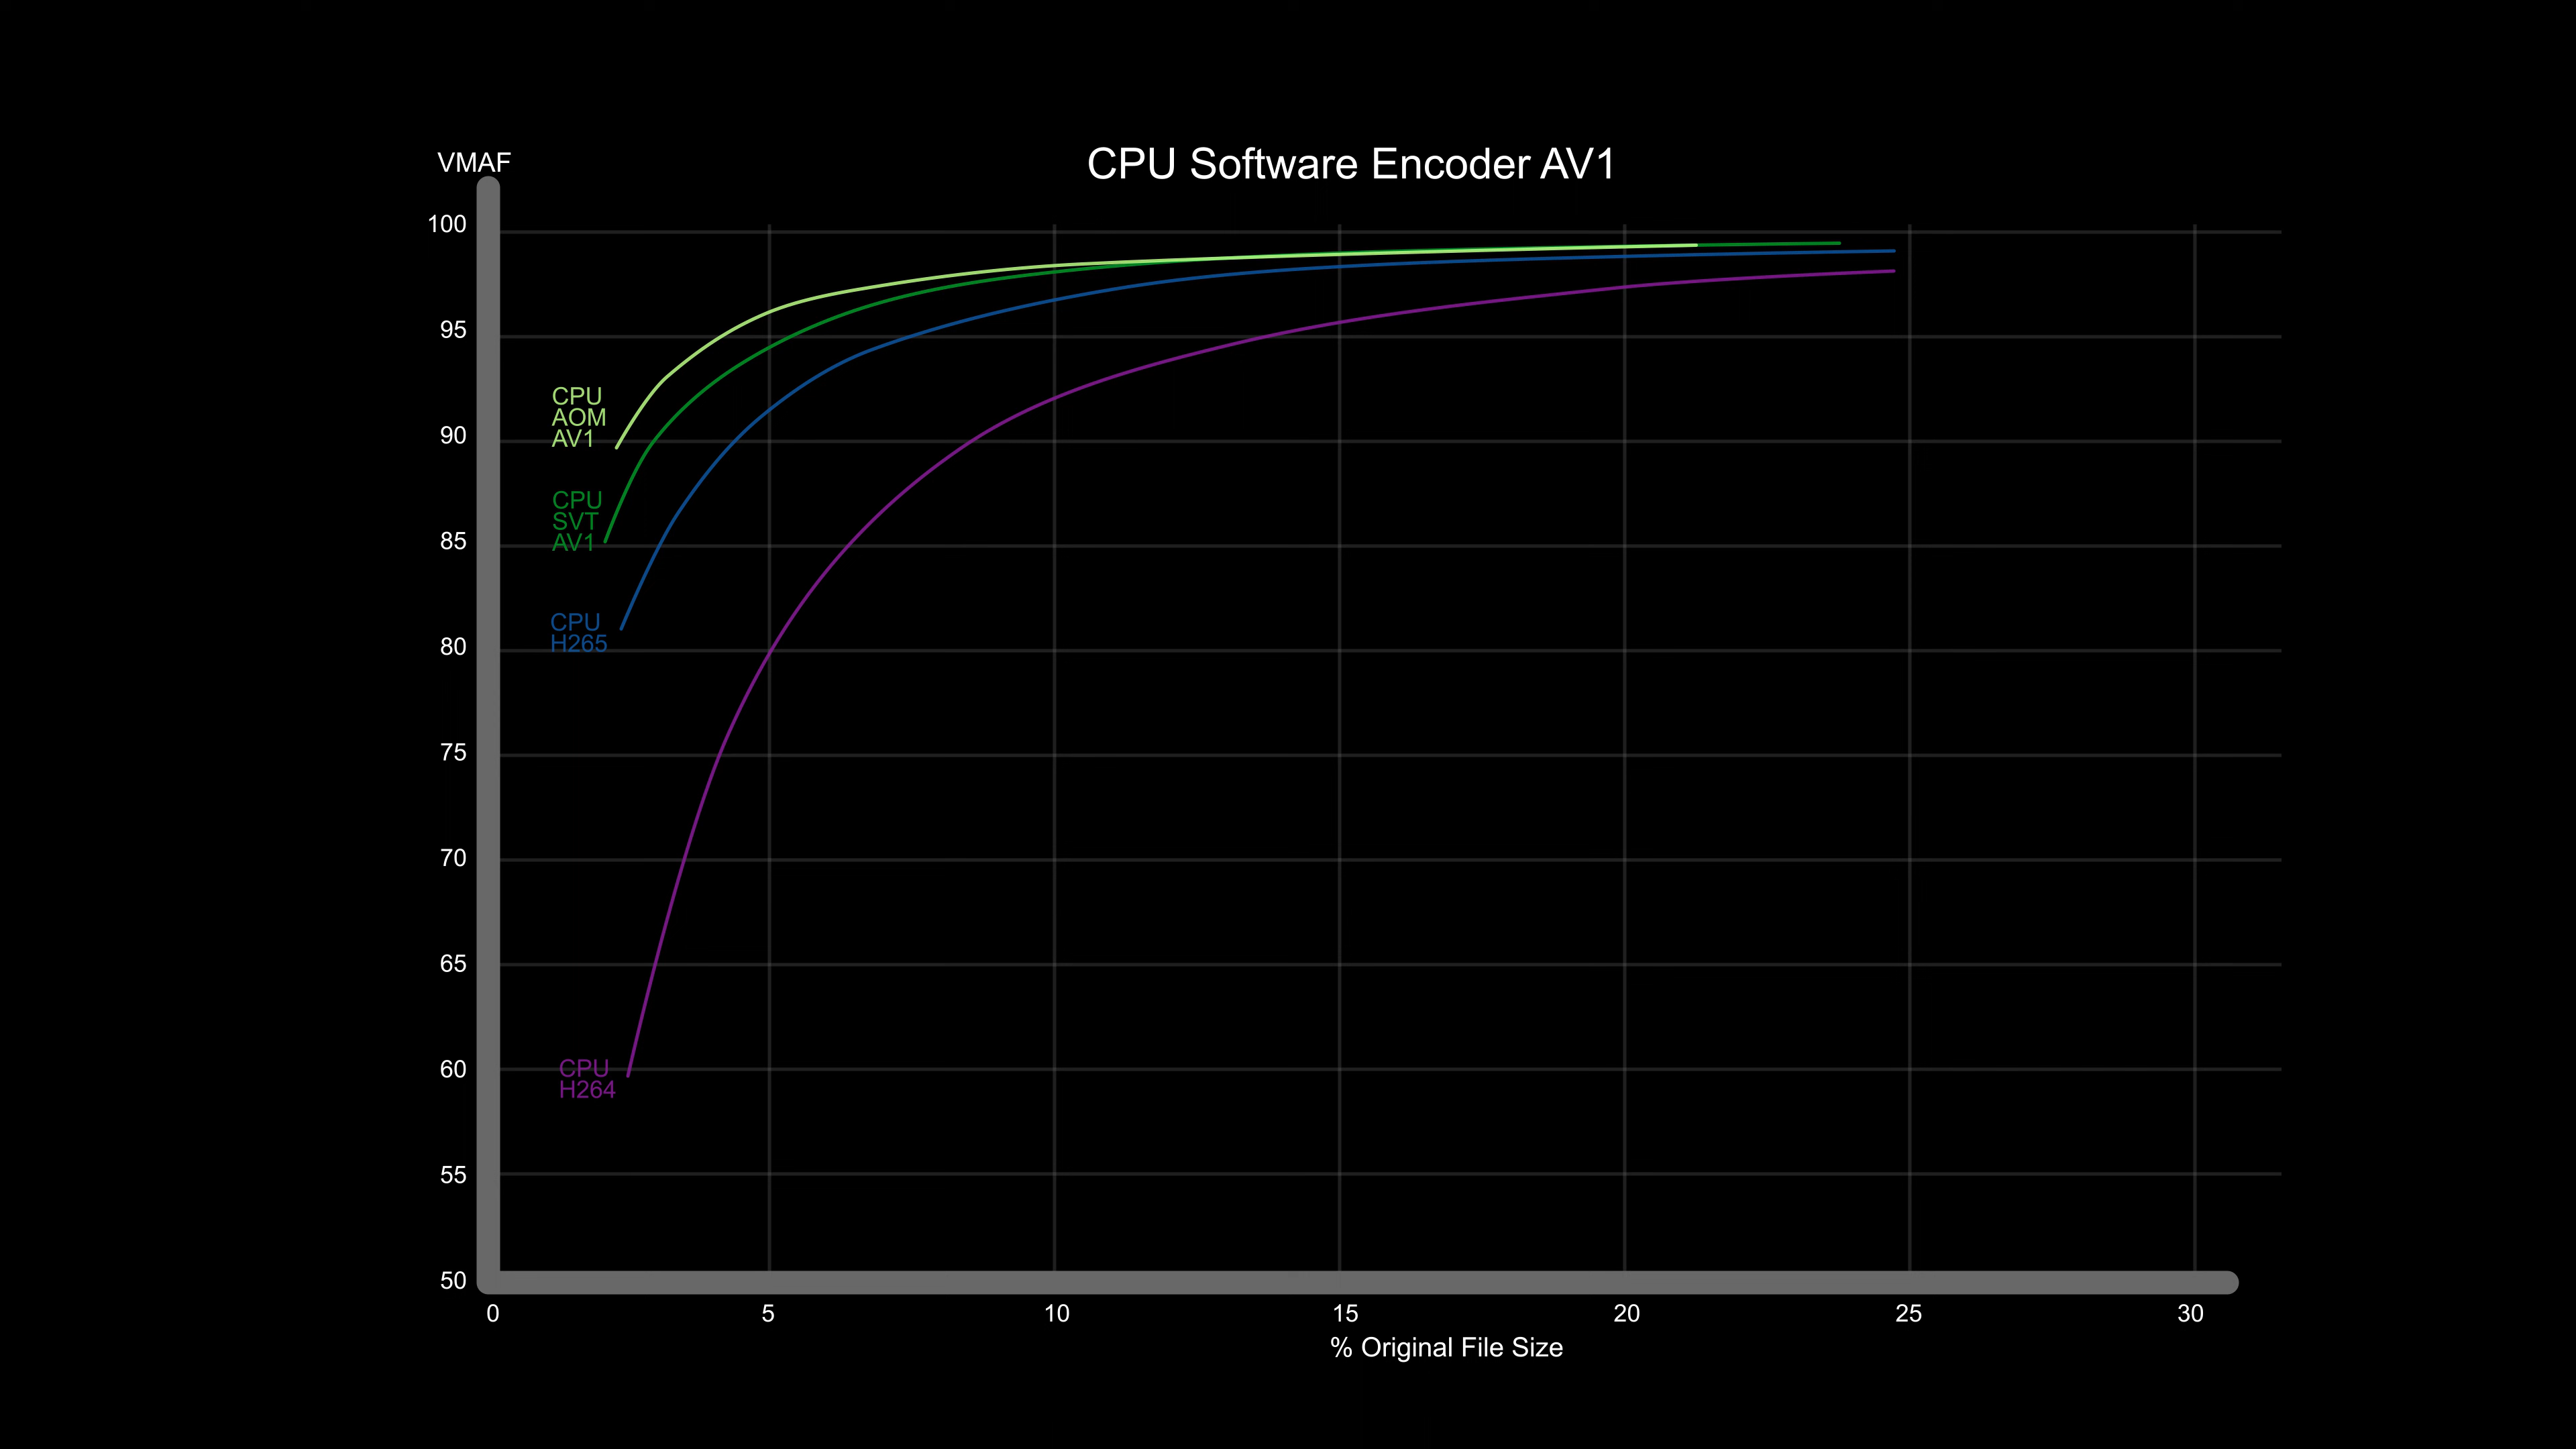 CPU Software Encoder AV1
VMAF
100
95
90
85
80
75
70
65
60
55
50
CPU
AOM
AV1
CPU
SVT
AV1
CPU
H265
CPU
H264
0
5
10
15
20
25
30
% Original File Size